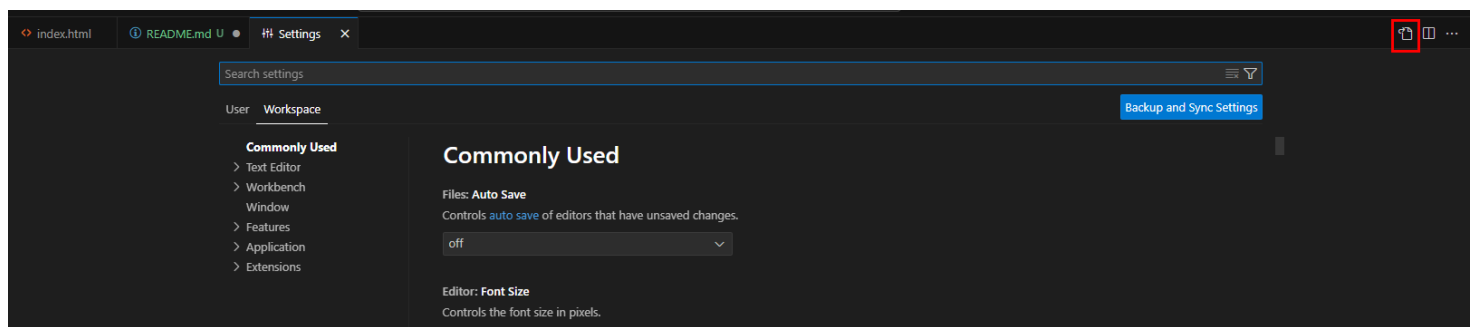 index.html README.md U Settings
Search settings
User Workspace Backup and Sync Settings
Commonly Used
Text Editor
Workbench
Window
Features
Application
Extensions
Commonly Used
Files: Auto Save
Controls auto save of editors that have unsaved changes.
off
Editor: Font Size
Controls the font size in pixels.